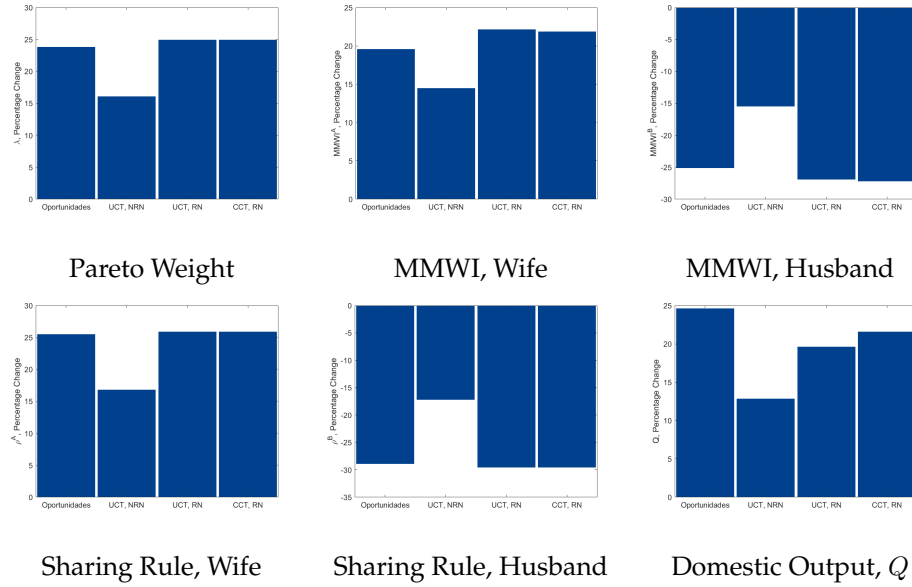 30
25
20
15
10
5
0
λ, Percentage Change
Oportunidades UCT, NRN UCT, RN CCT, RN
Pareto Weight
25
20
15
10
5
0
MMWI^A, Percentage Change
Oportunidades UCT, NRN UCT, RN CCT, RN
MMWI, Wife
0
-5
-10
-15
-20
-25
-30
MMWI^B, Percentage Change
Oportunidades UCT, NRN UCT, RN CCT, RN
MMWI, Husband
30
25
20
15
10
5
0
ρ^A, Percentage Change
Oportunidades UCT, NRN UCT, RN CCT, RN
Sharing Rule, Wife
0
-5
-10
-15
-20
-25
-30
-35
ρ^B, Percentage Change
Oportunidades UCT, NRN UCT, RN CCT, RN
Sharing Rule, Husband
25
20
15
10
5
0
Q, Percentage Change
Oportunidades UCT, NRN UCT, RN CCT, RN
Domestic Output, Q